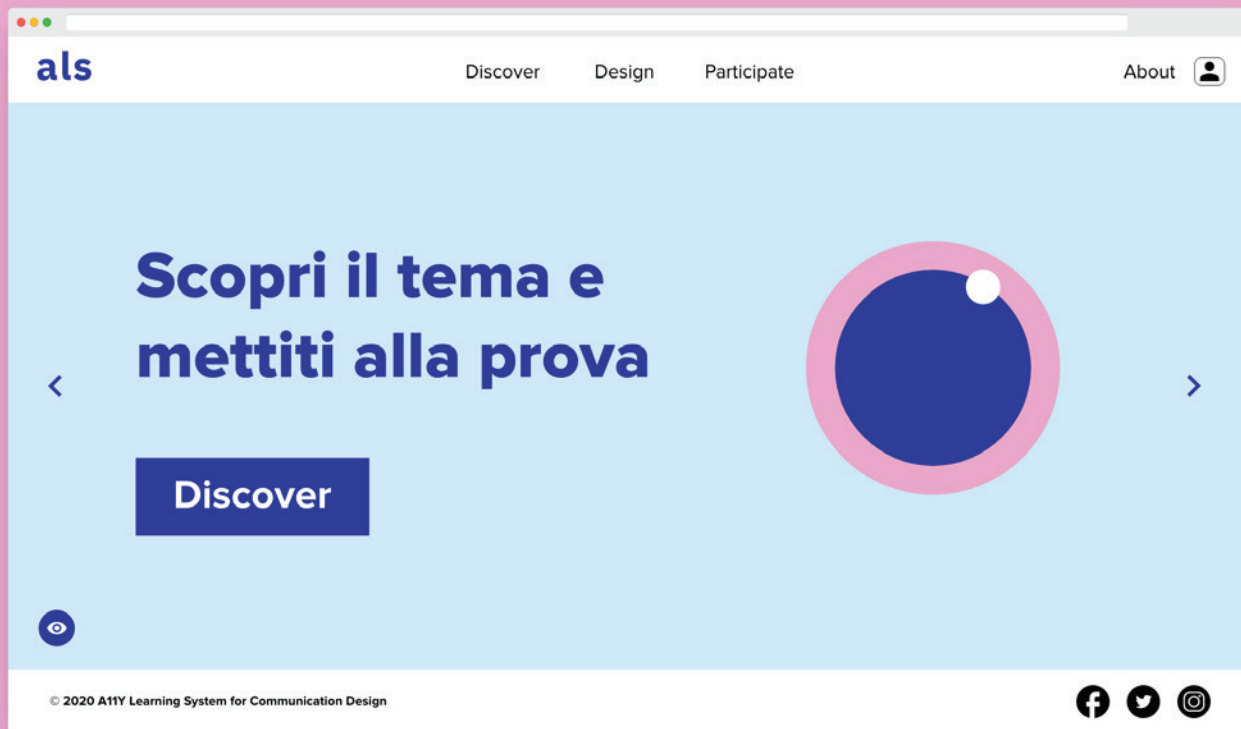 als
Discover Design Participate About
Scopri il tema e
mettiti alla prova
Discover
© 2020 A11Y Learning System for Communication Design